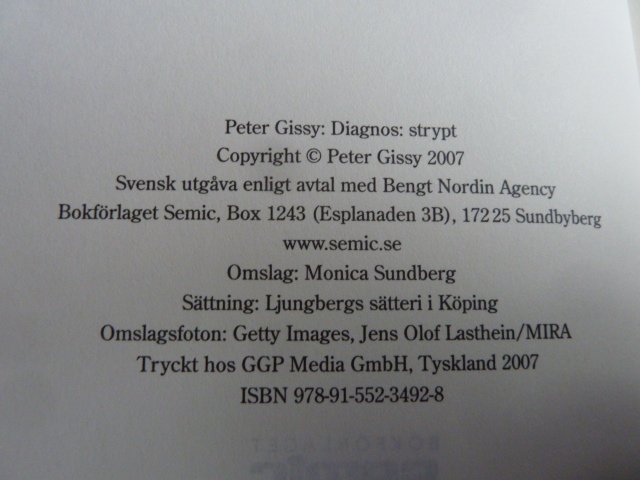 Peter Gissy: Diagnos: strypt
Copyright © Peter Gissy 2007
Svensk utgåva enligt avtal med Bengt Nordin Agency
Bokförlaget Semic, Box 1243 (Esplanaden 3B), 172 25 Sundbyberg
www.semic.se
Omslag: Monica Sundberg
Sättning: Ljungbergs sätteri i Köping
Omslagsfoton: Getty Images, Jens Olof Lasthein/MIRA
Tryckt hos GGP Media GmbH, Tyskland 2007
ISBN 978-91-552-3492-8